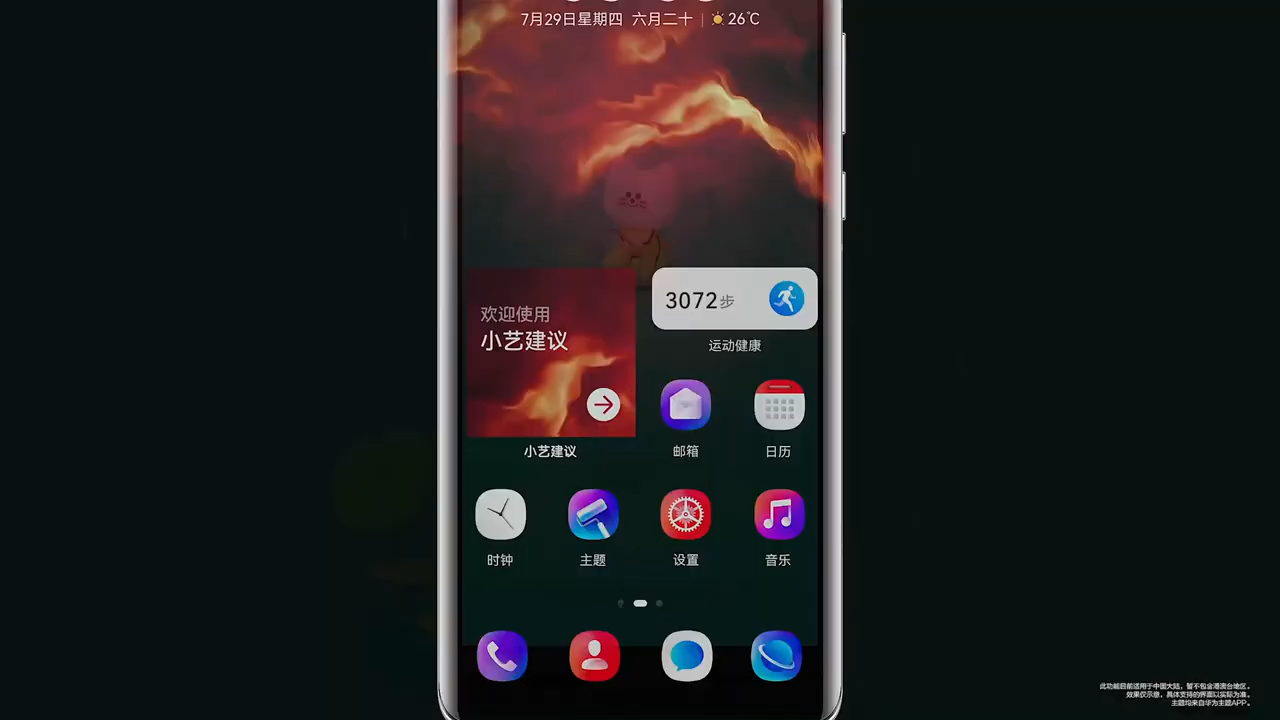 7月29日星期四 六月二十 | 26℃
欢迎使用
小艺建议
3072步
运动健康
小艺建议
邮箱
日历
时钟
主题
设置
音乐
此功能目前适用于中国大陆，暂不包含港澳台地区。
效果仅示意，具体支持的界面以实际为准。
主题均来自华为主题APP。